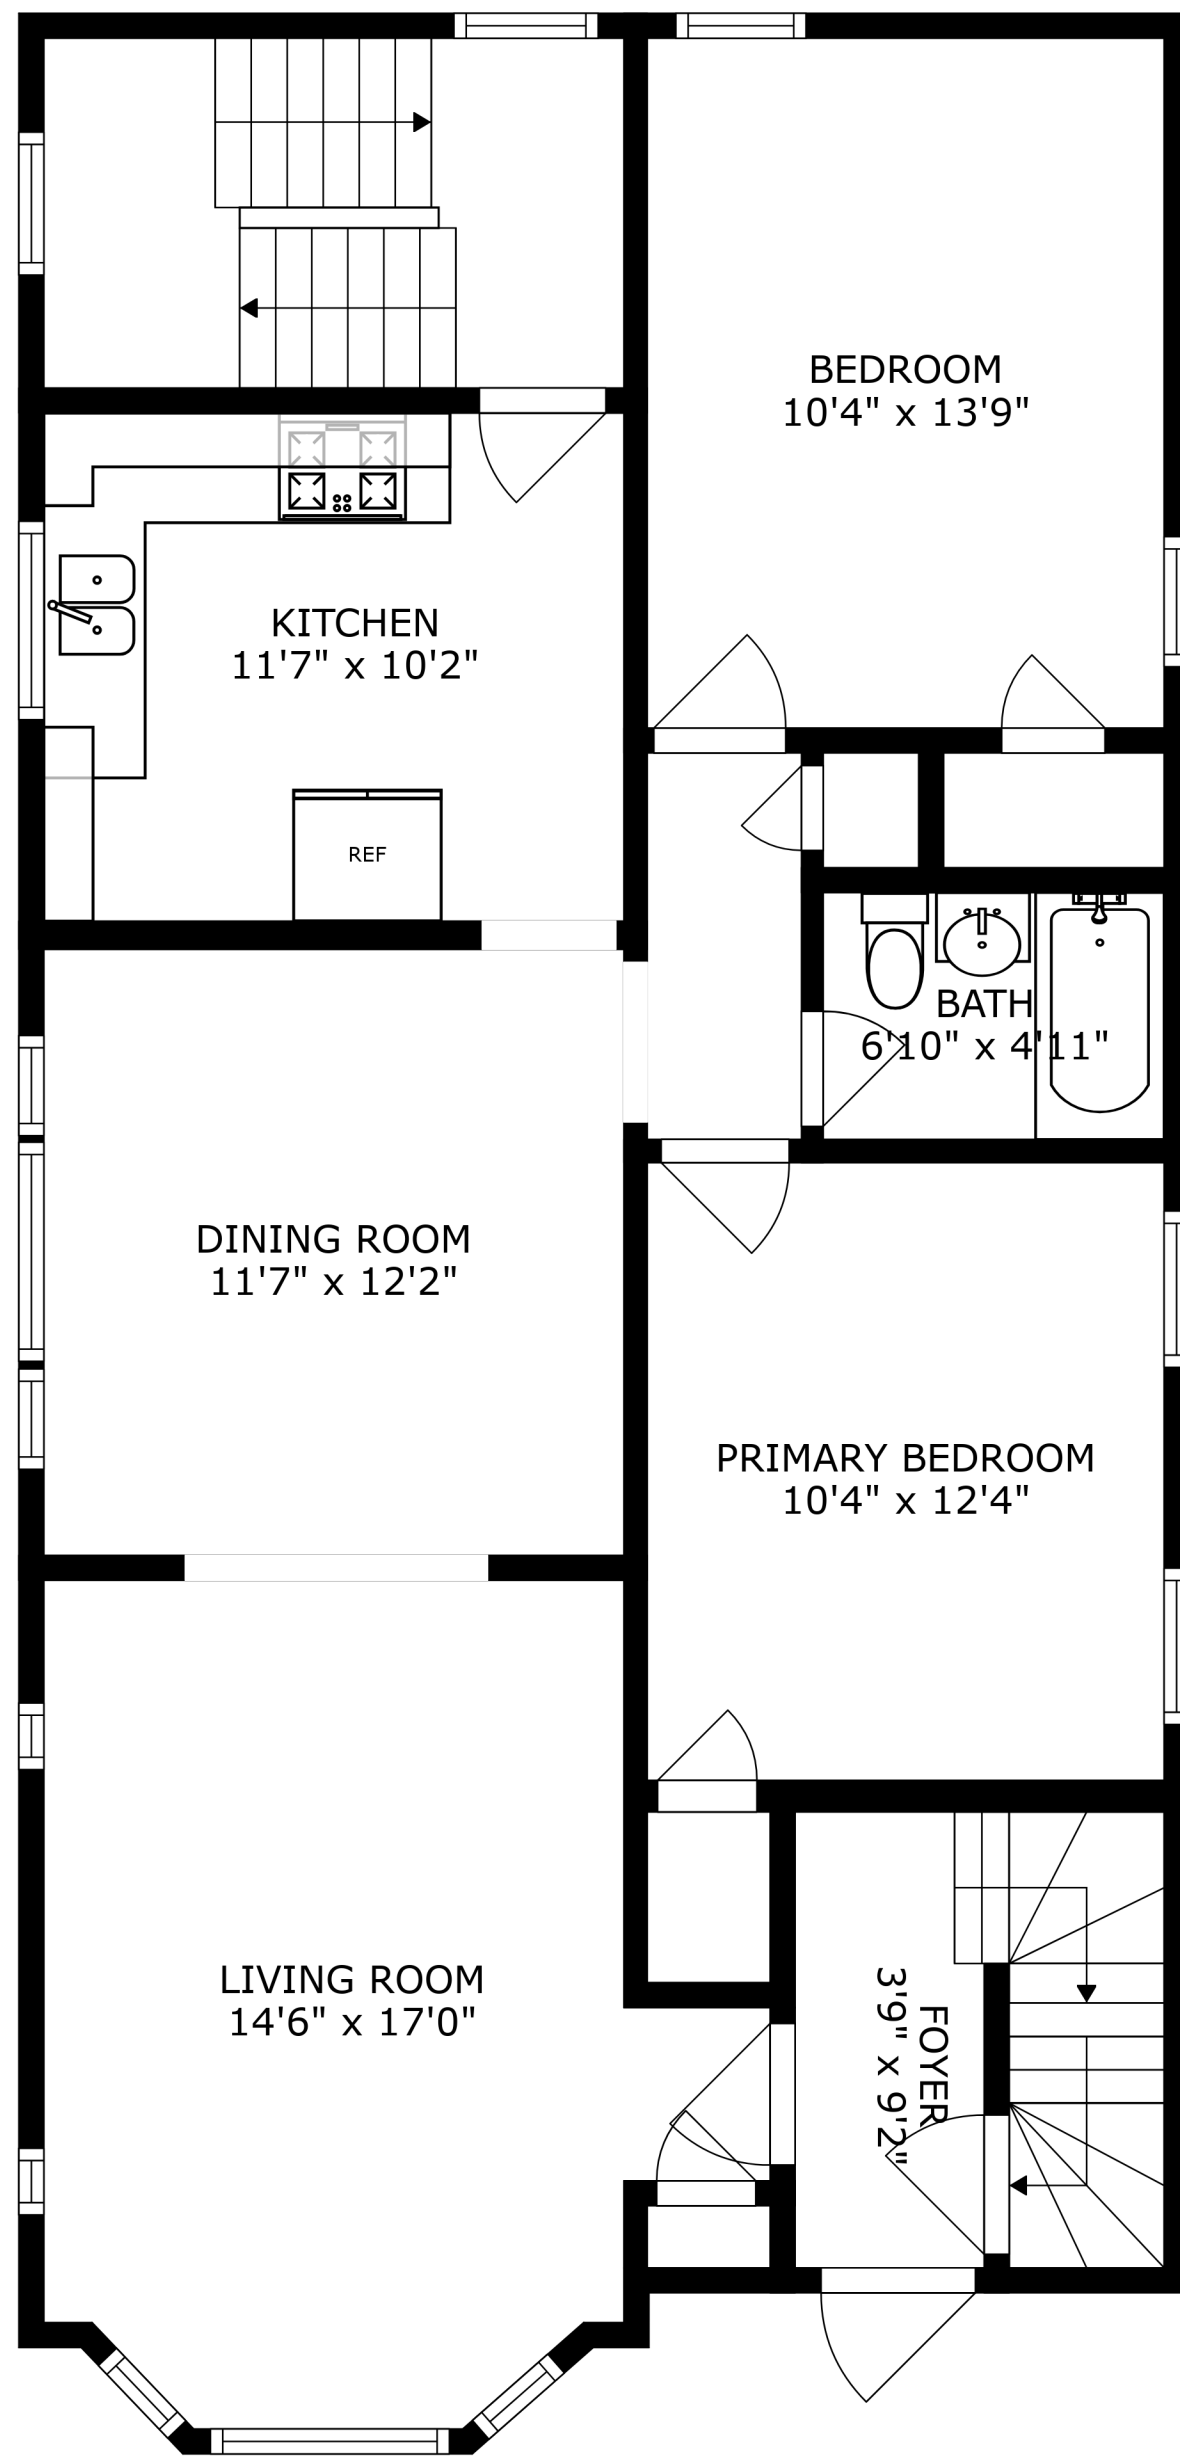 BEDROOM
10'4" x 13'9"
KITCHEN
11'7" x 10'2"
REF
BATH
6'10" x 4'11"
DINING ROOM
11'7" x 12'2"
PRIMARY BEDROOM
10'4" x 12'4"
LIVING ROOM
14'6" x 17'0"
FOYER
3'9" x 9'2"